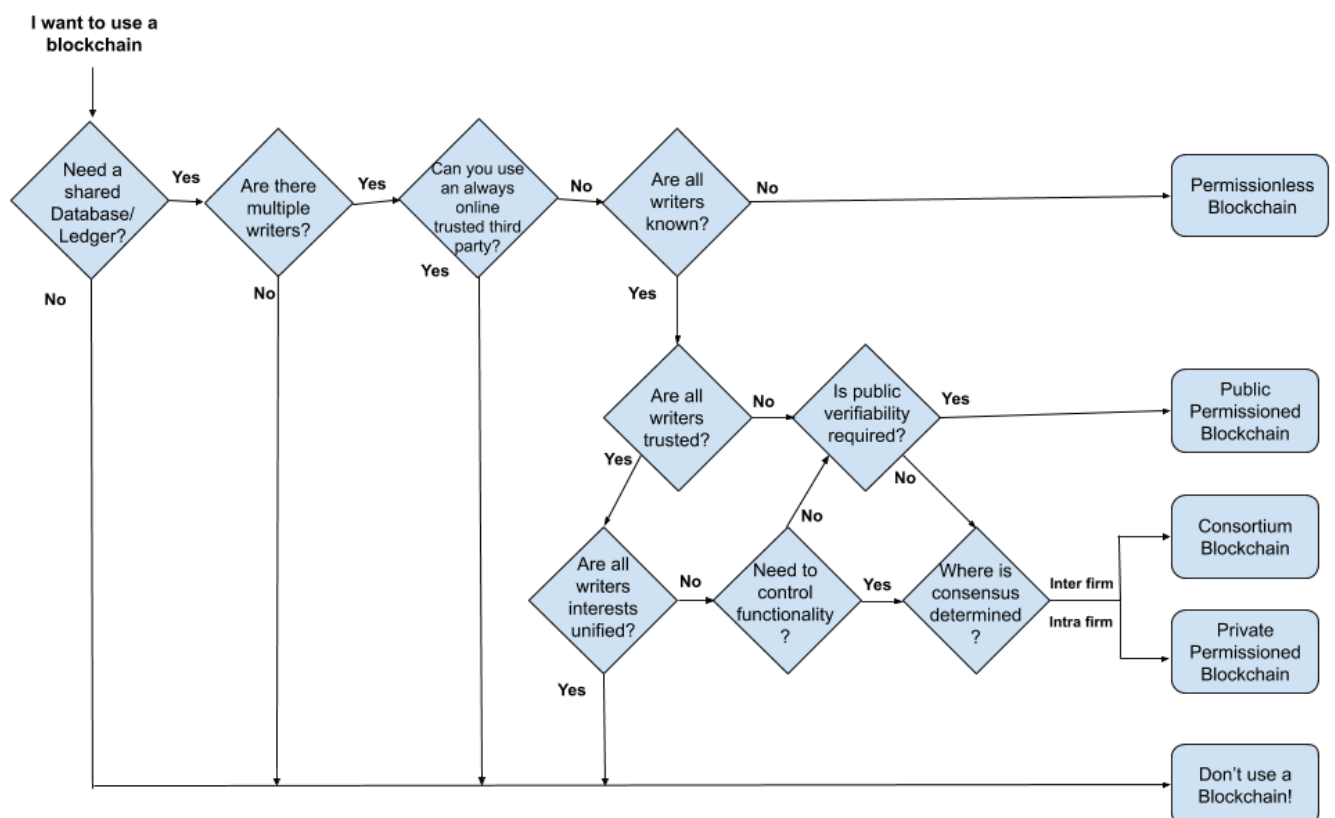 I want to use a
blockchain
Need a
shared
Database/
Ledger?
Yes
No
Are there
multiple
writers?
Yes
No
Can you use
an always
online
trusted third
party?
No
Yes
Are all
writers
known?
No
Yes
Permissionless
Blockchain
Are all
writers
trusted?
No
Yes
Is public
verifiability
required?
Yes
No
Public
Permissioned
Blockchain
Are all
writers
interests
unified?
No
Yes
Need to
control
functionality
?
No
Yes
Where is
consensus
determined
?
Inter firm
Intra firm
Consortium
Blockchain
Private
Permissioned
Blockchain
Don't use a
Blockchain!